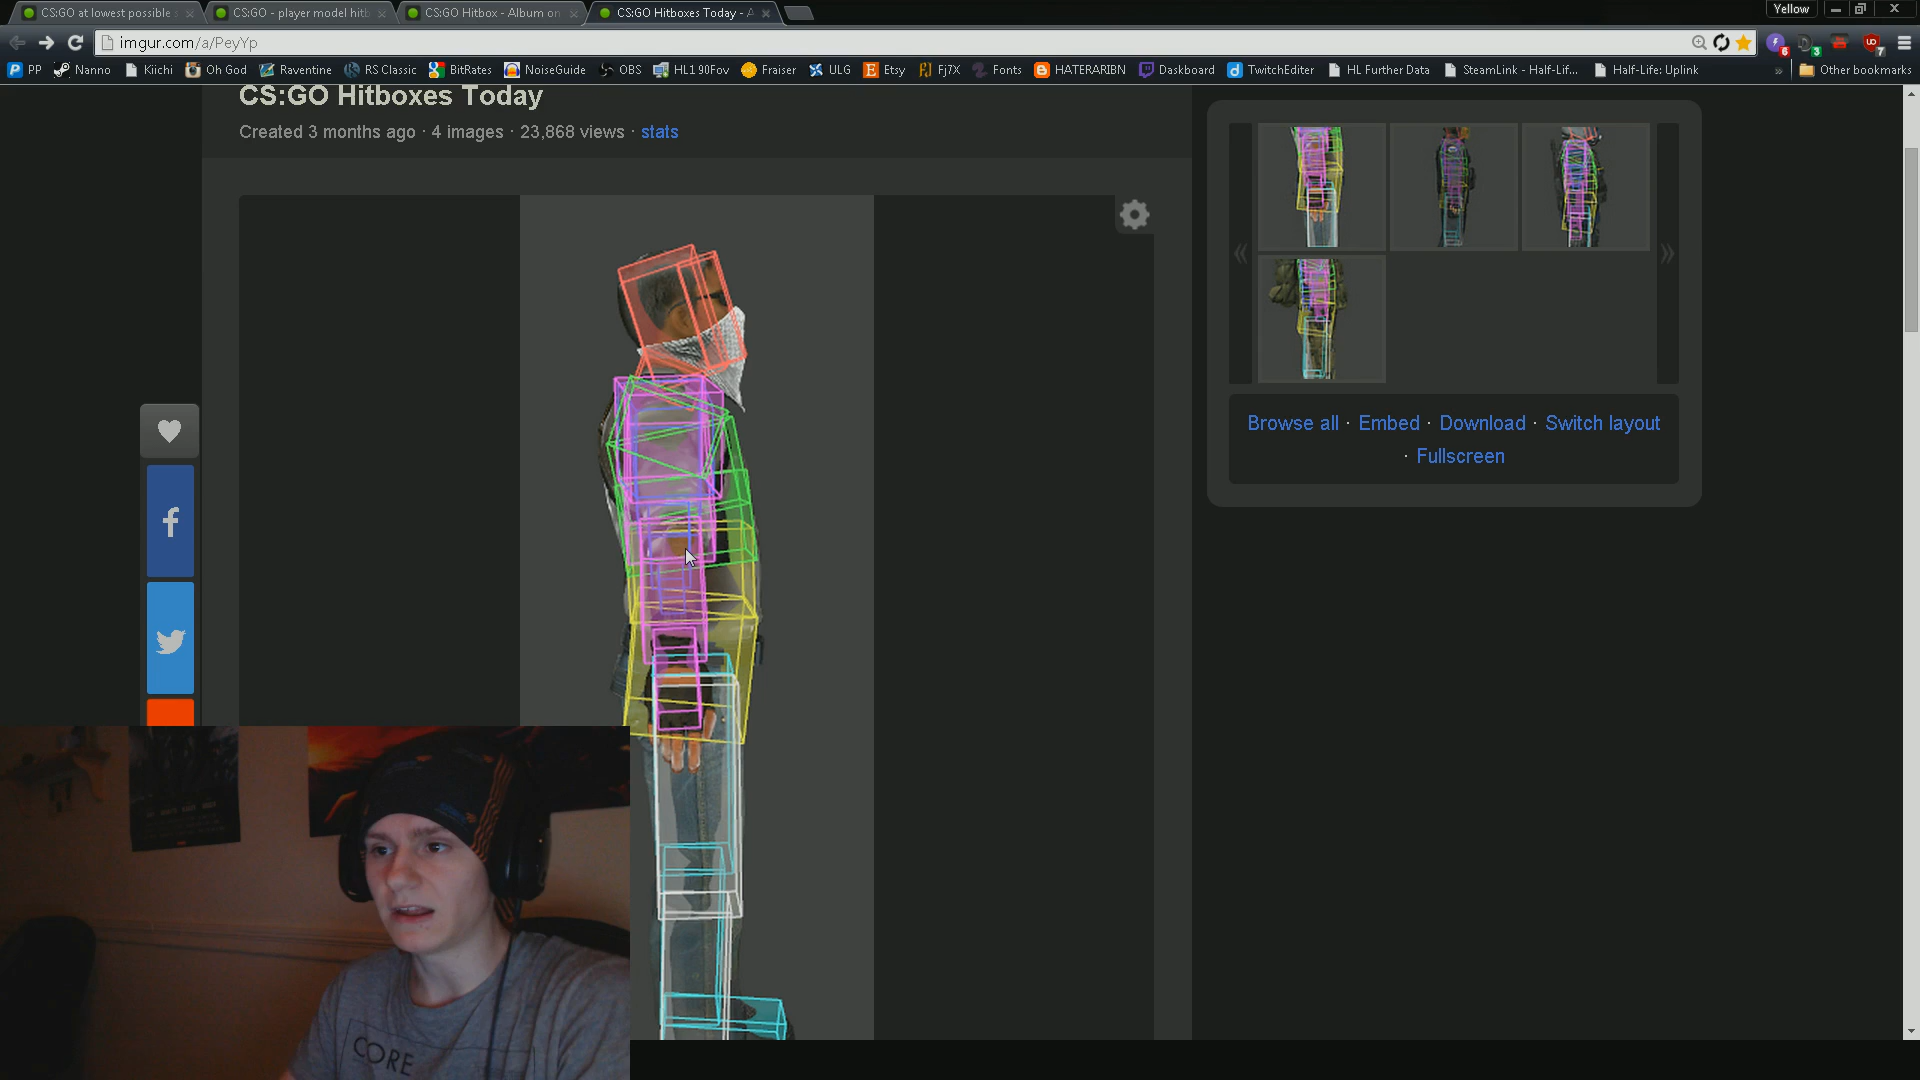 CS:GO at lowest possible s
CS:GO - player model hitb
CS:GO Hitbox - Album on
CS:GO Hitboxes Today - A
Yellow
imgur.com/a/PeyYp
6
3
7
PP
Nanno
Kiichi
Oh God
Raventine
RS Classic
BitRates
NoiseGuide
OBS
HL1 90Fov
Fraiser
ULG
Etsy
Fj7X
Fonts
HATERARIBN
Daskboard
TwitchEditer
HL Further Data
SteamLink - Half-Lif...
Half-Life: Uplink
»
Other bookmarks
CS:GO Hitboxes Today
Created 3 months ago · 4 images · 23,868 views · stats
Browse all · Embed · Download · Switch layout
· Fullscreen
CORE